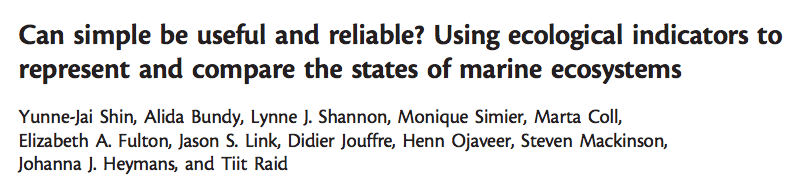 Can simple be useful and reliable? Using ecological indicators to
represent and compare the states of marine ecosystems
Yunne-Jai Shin, Alida Bundy, Lynne J. Shannon, Monique Simier, Marta Coll,
Elizabeth A. Fulton, Jason S. Link, Didier Jouffre, Henn Ojaveer, Steven Mackinson,
Johanna J. Heymans, and Tiit Raid